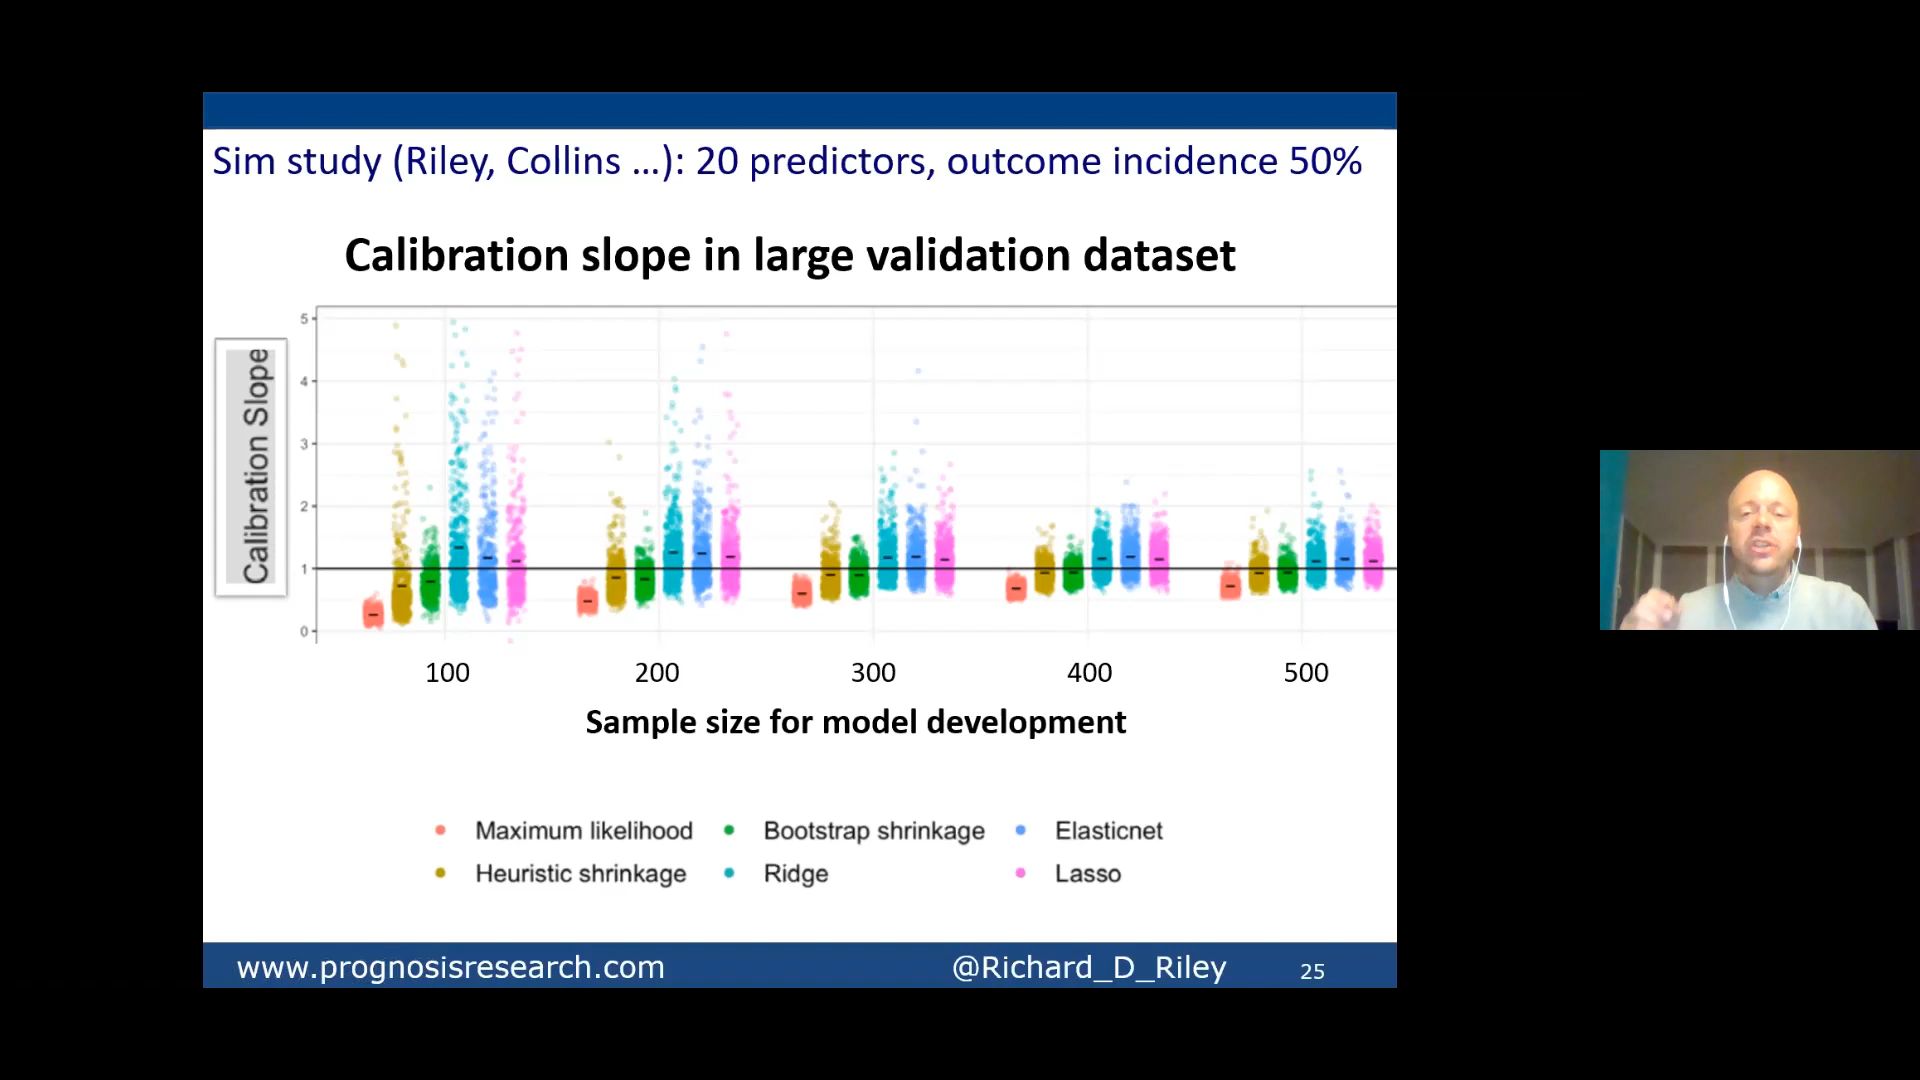 Sim study (Riley, Collins ...): 20 predictors, outcome incidence 50%
Calibration slope in large validation dataset
Calibration Slope
5
4
3
2
1
0
100 200 300 400 500
Sample size for model development
Maximum likelihood Bootstrap shrinkage Elasticnet
Heuristic shrinkage Ridge Lasso
www.prognosisresearch.com @Richard_D_Riley 25